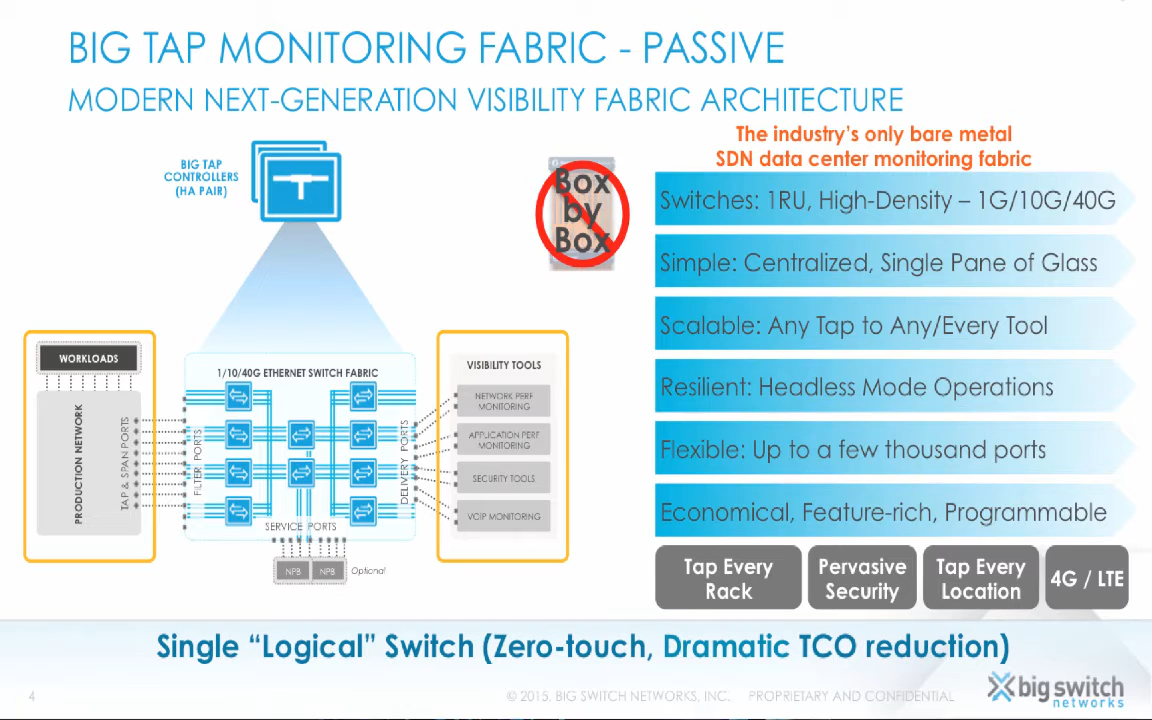 BIG TAP MONITORING FABRIC - PASSIVE
MODERN NEXT-GENERATION VISIBILITY FABRIC ARCHITECTURE
BIG TAP
CONTROLLERS
(HA PAIR)
Box
by
Box
The industry's only bare metal
SDN data center monitoring fabric
Switches: 1RU, High-Density – 1G/10G/40G
Simple: Centralized, Single Pane of Glass
Scalable: Any Tap to Any/Every Tool
Resilient: Headless Mode Operations
Flexible: Up to a few thousand ports
Economical, Feature-rich, Programmable
WORKLOADS
PRODUCTION NETWORK
TAP & SPAN PORTS
1/10/40G ETHERNET SWITCH FABRIC
FILTER PORTS
DELIVERY PORTS
SERVICE PORTS
NPB
NPB
Optional
VISIBILITY TOOLS
NETWORK PERF
MONITORING
APPLICATION PERF
MONITORING
SECURITY TOOLS
VOIP MONITORING
Tap Every
Rack
Pervasive
Security
Tap Every
Location
4G / LTE
Single “Logical” Switch (Zero-touch, Dramatic TCO reduction)
4
© 2015, BIG SWITCH NETWORKS, INC. PROPRIETARY AND CONFIDENTIAL
big switch
networks